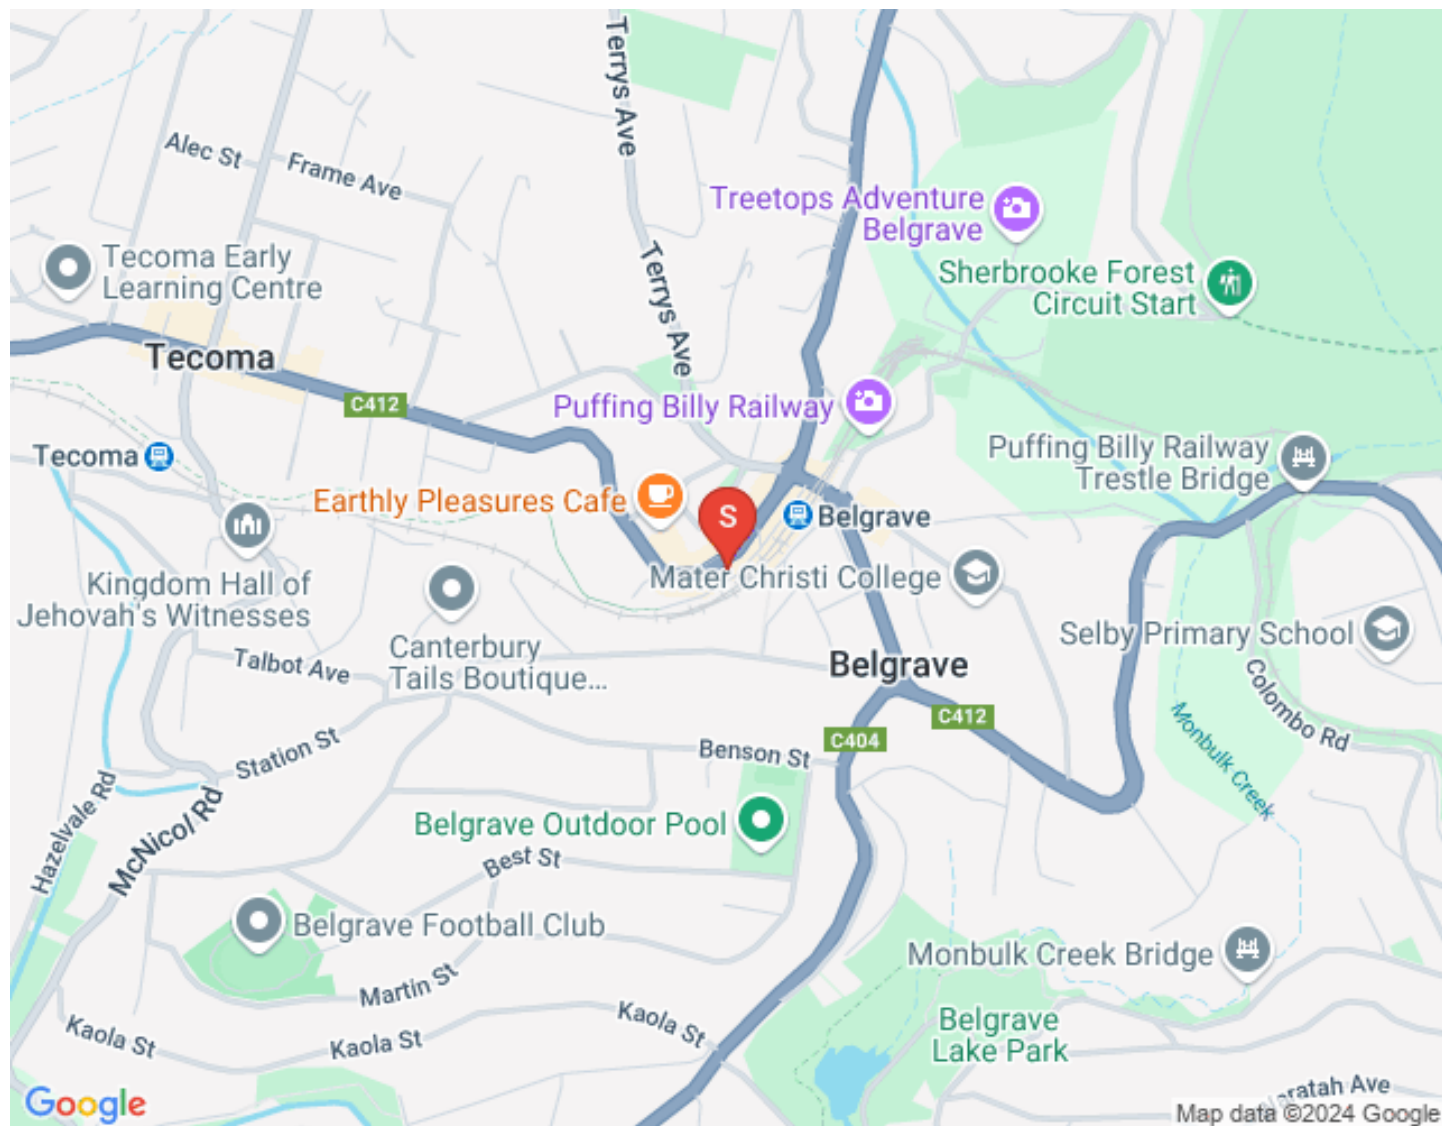 Terrys Ave
Alec St
Frame Ave
Treetops Adventure
Belgrave
Tecoma Early
Learning Centre
Terrys Ave
Sherbrooke Forest
Circuit Start
Tecoma
C412
Puffing Billy Railway
Tecoma
Puffing Billy Railway
Trestle Bridge
Earthly Pleasures Cafe
S
Belgrave
Kingdom Hall of
Jehovah's Witnesses
Mater Christi College
Canterbury
Tails Boutique...
Selby Primary School
Talbot Ave
Belgrave
Colombo Rd
C412
C404
Station St
Benson St
Monbulk Creek
Hazelvale Rd
McNicol Rd
Belgrave Outdoor Pool
Best St
Belgrave Football Club
Monbulk Creek Bridge
Martin St
Kaola St
Kaola St
Kaola St
Belgrave
Lake Park
Ave
Google
Map data ©2024 Google